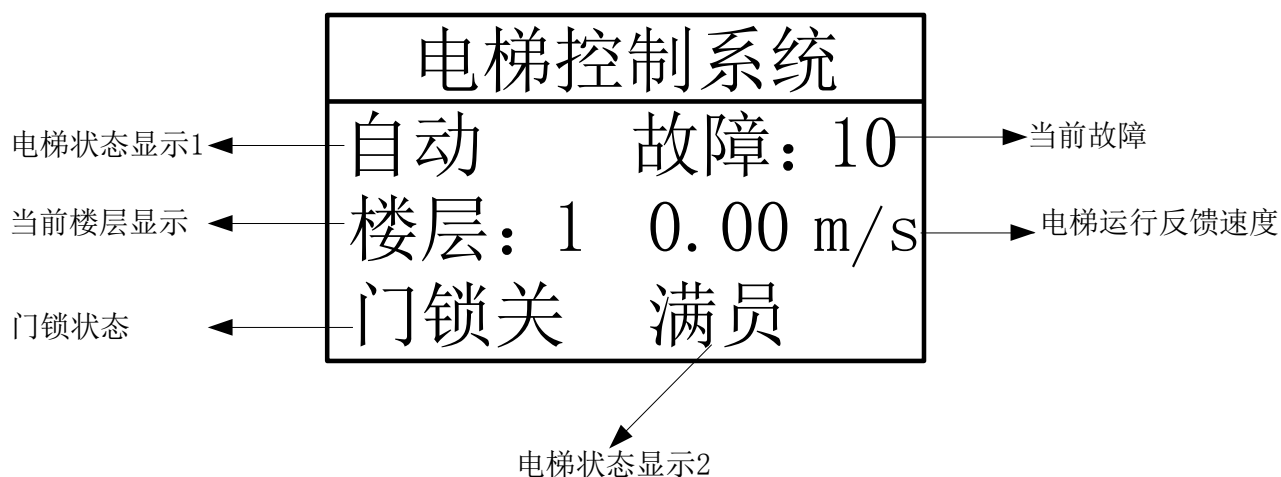 电梯控制系统
电梯状态显示1
自动 故障：10
当前故障
当前楼层显示
楼层：1 0.00 m/s
电梯运行反馈速度
门锁状态
门锁关 满员
电梯状态显示2